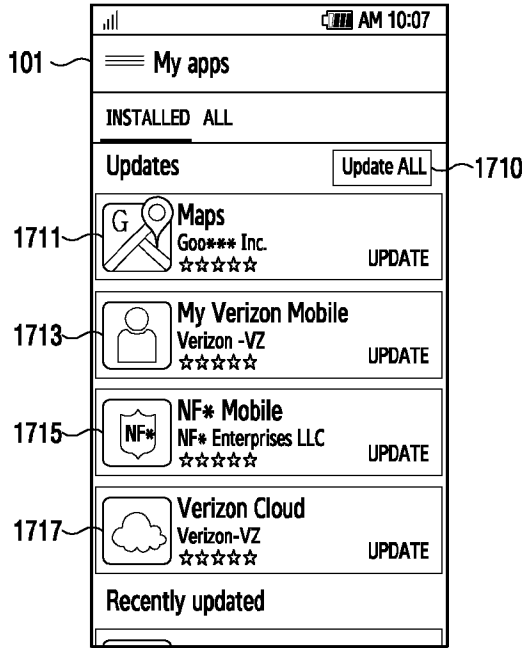 AM 10:07
101
My apps
INSTALLED ALL
Updates
Update ALL
1710
1711
G
Maps
Goo*** Inc.
UPDATE
1713
My Verizon Mobile
Verizon -VZ
UPDATE
1715
NF*
NF* Mobile
NF* Enterprises LLC
UPDATE
1717
Verizon Cloud
Verizon-VZ
UPDATE
Recently updated